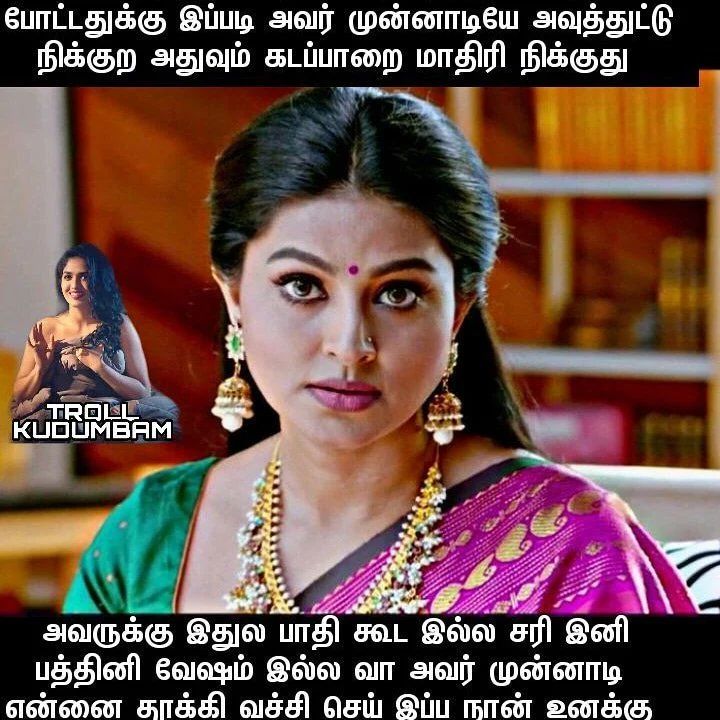 போட்டதுக்கு இப்படி அவர் முன்னாடியே அவுத்துட்டு
நிக்குற அதுவும் கடப்பாறை மாதிரி நிக்குது
TROLL
KUDUMBAM
அவருக்கு இதுல பாதி கூட இல்ல சரி இனி
பத்தினி வேஷம் இல்ல வா அவர் முன்னாடி
என்னை தூக்கி வச்சி செய் இப்ப நான் உனக்கு